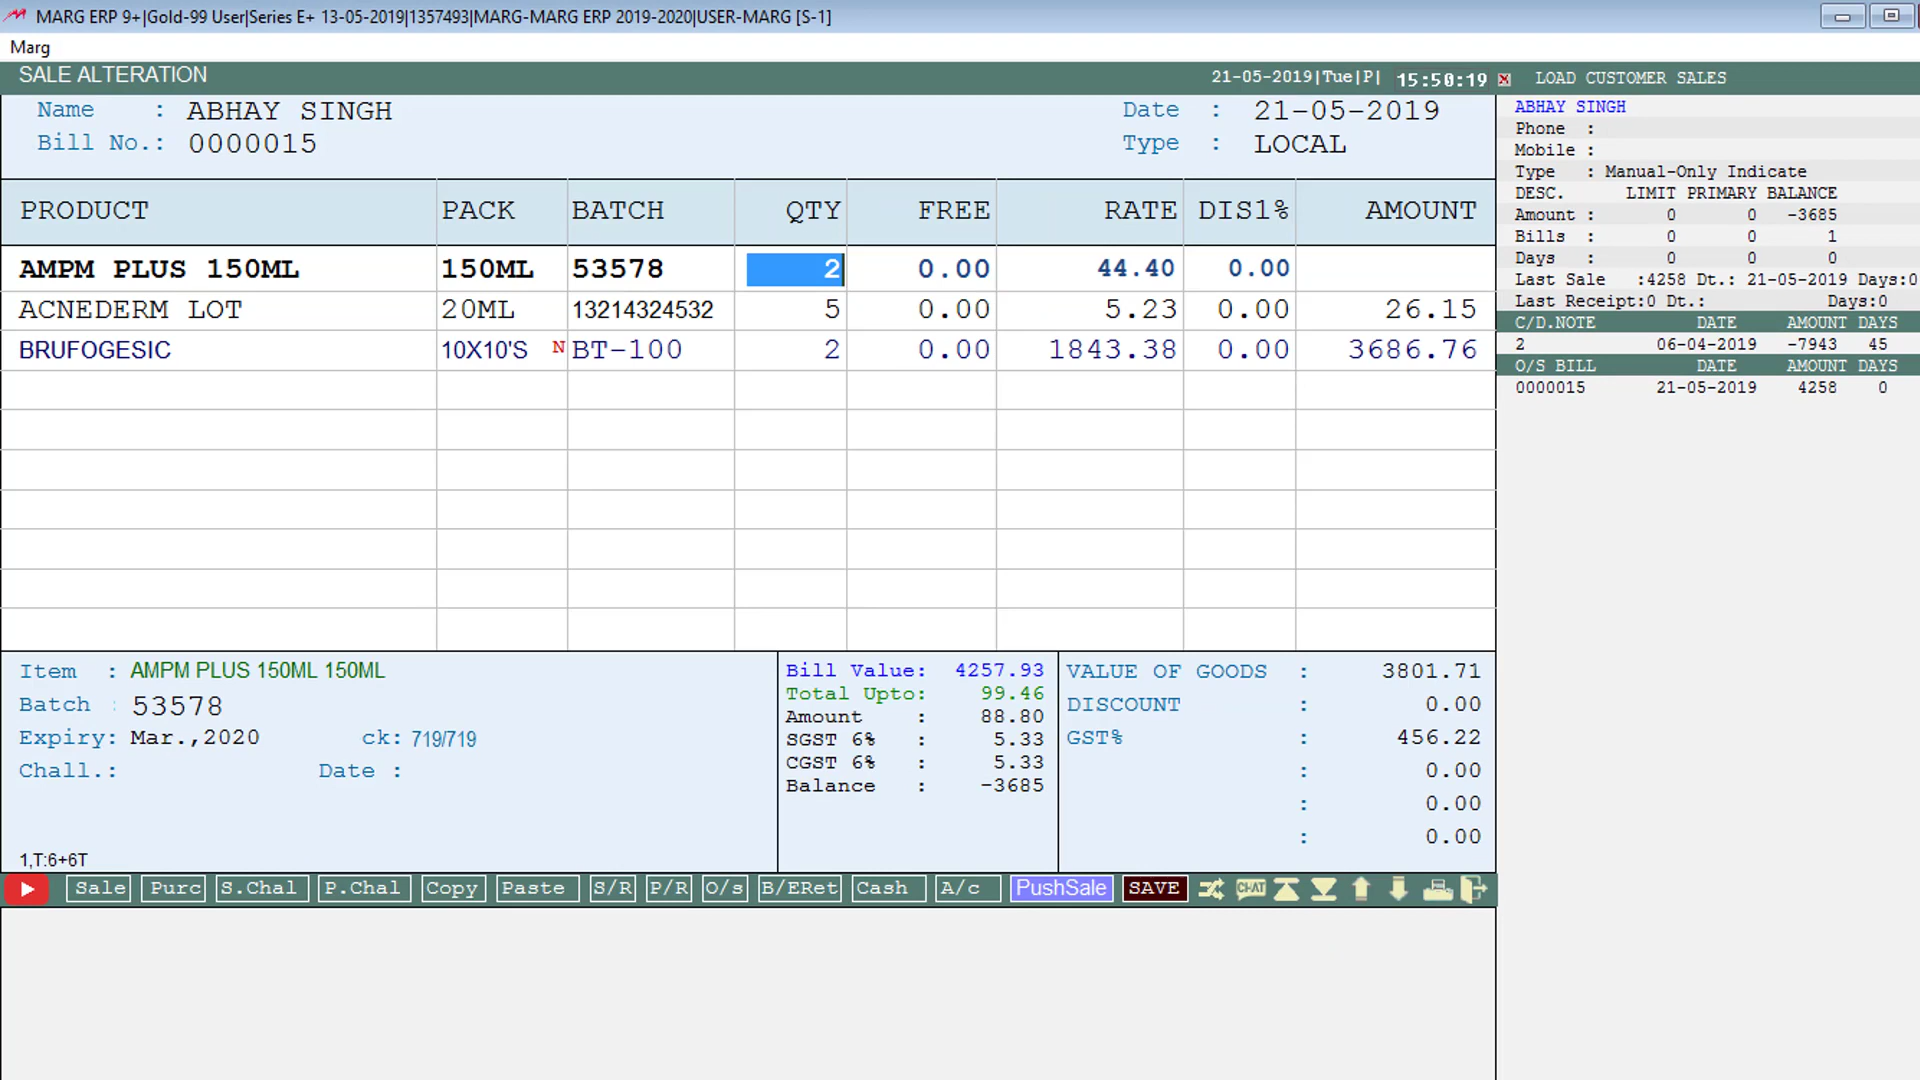 MARG ERP 9+|Gold-99 User|Series E+ 13-05-2019|1357493|MARG-MARG ERP 2019-2020|USER-MARG [S-1]
Marg
SALE ALTERATION 21-05-2019|Tue|P| 15:50:19 LOAD CUSTOMER SALES
Name : ABHAY SINGH Date : 21-05-2019
Bill No.: 0000015 Type : LOCAL
PRODUCT PACK BATCH QTY FREE RATE DIS1% AMOUNT
AMPM PLUS 150ML 150ML 53578 2 0.00 44.40 0.00
ACNEDERM LOT 20ML 13214324532 5 0.00 5.23 0.00 26.15
BRUFOGESIC 10X10'S N BT-100 2 0.00 1843.38 0.00 3686.76
ABHAY SINGH
Phone :
Mobile :
Type : Manual-Only Indicate
DESC. LIMIT PRIMARY BALANCE
Amount : 0 0 -3685
Bills : 0 0 1
Days : 0 0 0
Last Sale :4258 Dt.: 21-05-2019 Days:0
Last Receipt:0 Dt.: Days:0
C/D.NOTE DATE AMOUNT DAYS
2 06-04-2019 -7943 45
O/S BILL DATE AMOUNT DAYS
0000015 21-05-2019 4258 0
Item : AMPM PLUS 150ML 150ML
Batch : 53578
Expiry: Mar.,2020 ck: 719/719
Chall.: Date :
1,T:6+6T
Bill Value: 4257.93
Total Upto: 99.46
Amount : 88.80
SGST 6% : 5.33
CGST 6% : 5.33
Balance : -3685
VALUE OF GOODS : 3801.71
DISCOUNT : 0.00
GST% : 456.22
: 0.00
: 0.00
: 0.00
Sale Purc S.Chal P.Chal Copy Paste S/R P/R O/s B/ERet Cash A/c PushSale SAVE CHAT